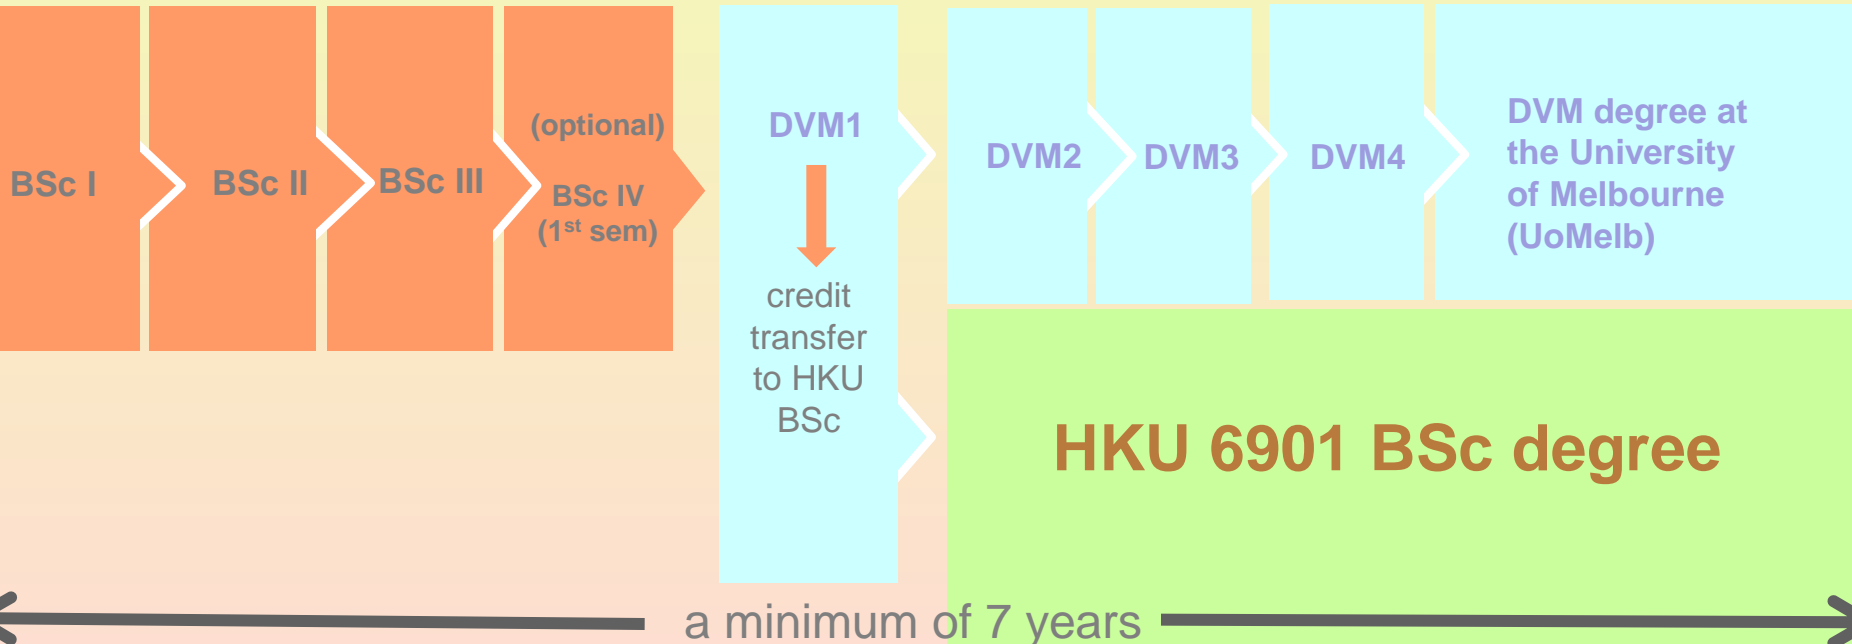 BSc I
BSc II
BSc III
(optional)
BSc IV
(1st sem)
DVM1
credit
transfer
to HKU
BSc
DVM2
DVM3
DVM4
DVM degree at
the University
of Melbourne
(UoMelb)
HKU 6901 BSc degree
a minimum of 7 years